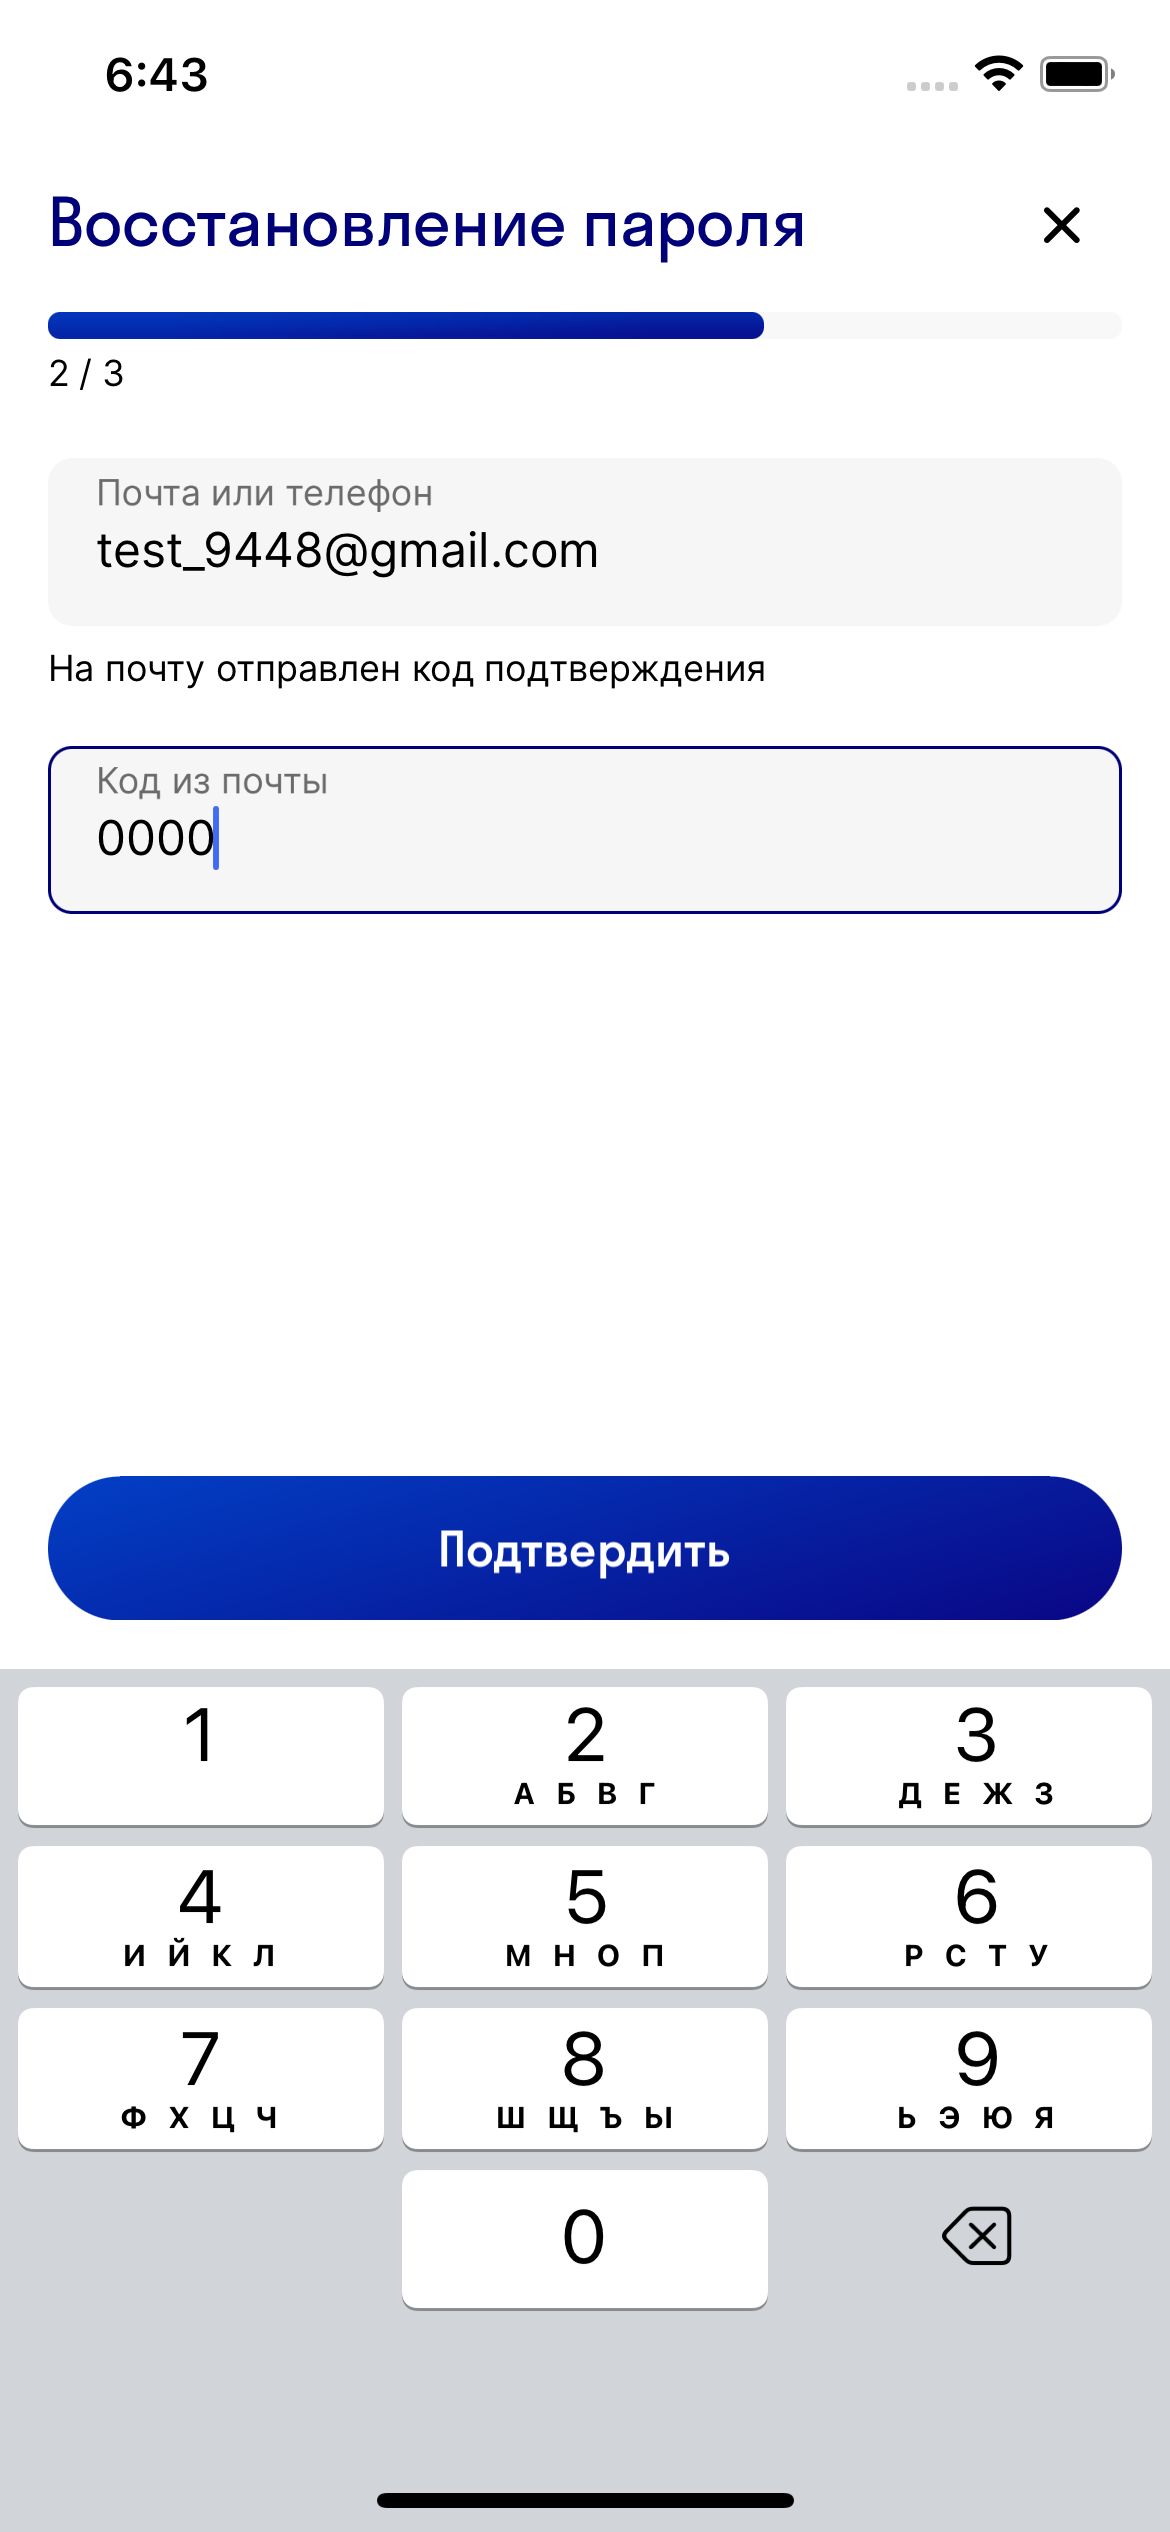 6:43
Восстановление пароля
2 / 3
Почта или телефон
test_9448@gmail.com
На почту отправлен код подтверждения
Код из почты
0000
Подтвердить
1 2 3
А Б В Г Д Е Ж З
4 5 6
И Й К Л М Н О П Р С Т У
7 8 9
Ф Х Ц Ч Ш Щ Ъ Ы Ь Э Ю Я
0